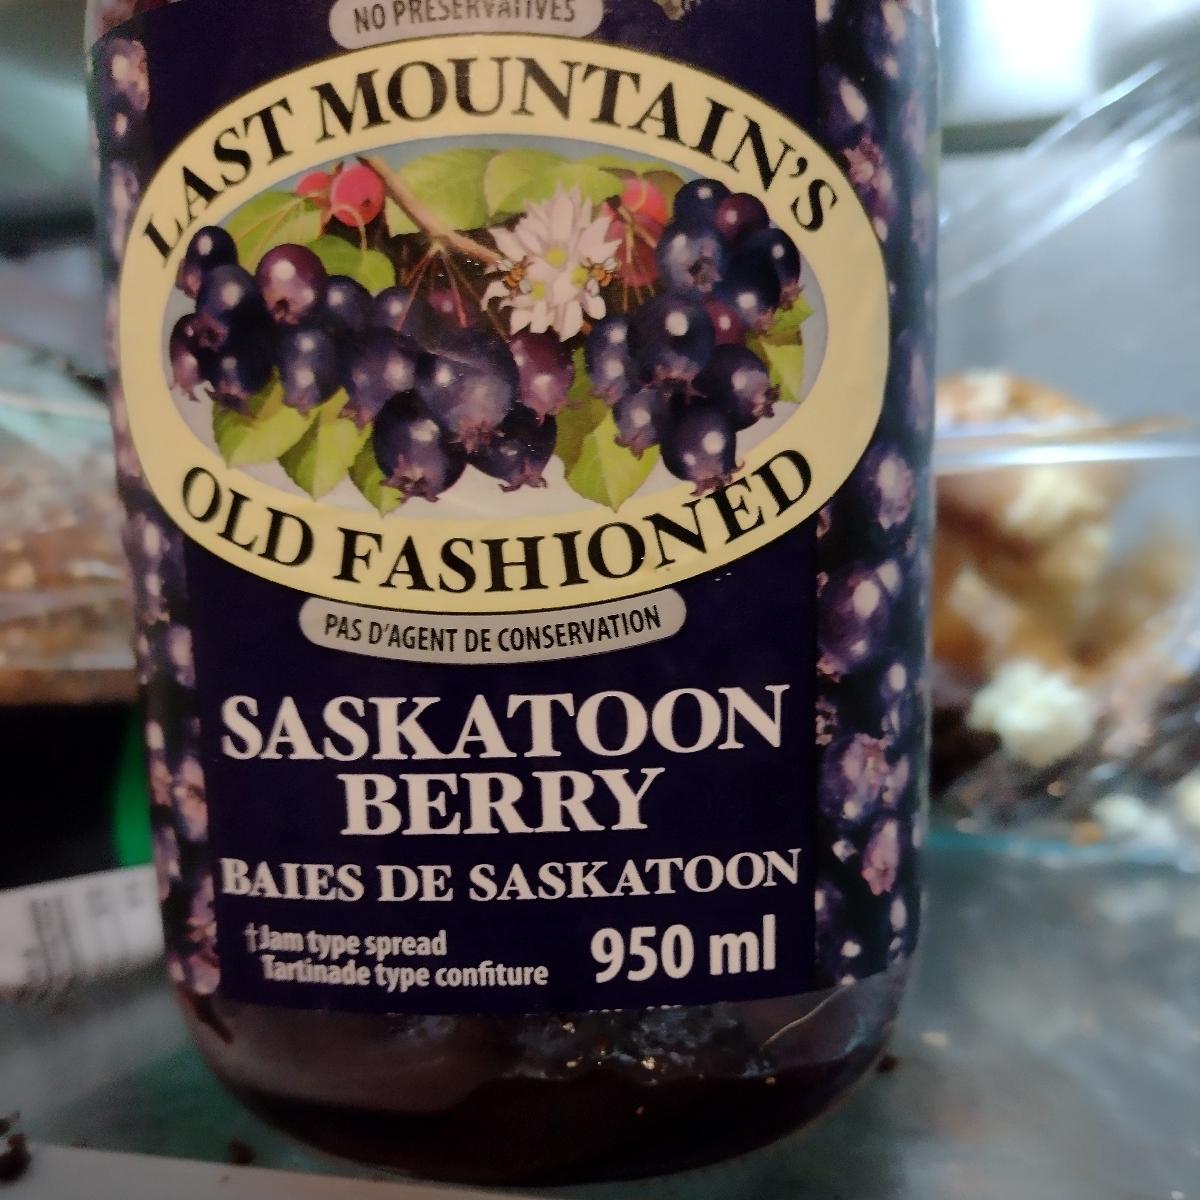 NO PRESERVATIVES
LAST MOUNTAIN'S
OLD FASHIONED
PAS D'AGENT DE CONSERVATION
SASKATOON
BERRY
BAIES DE SASKATOON
†Jam type spread
Tartinade type confiture
950 ml